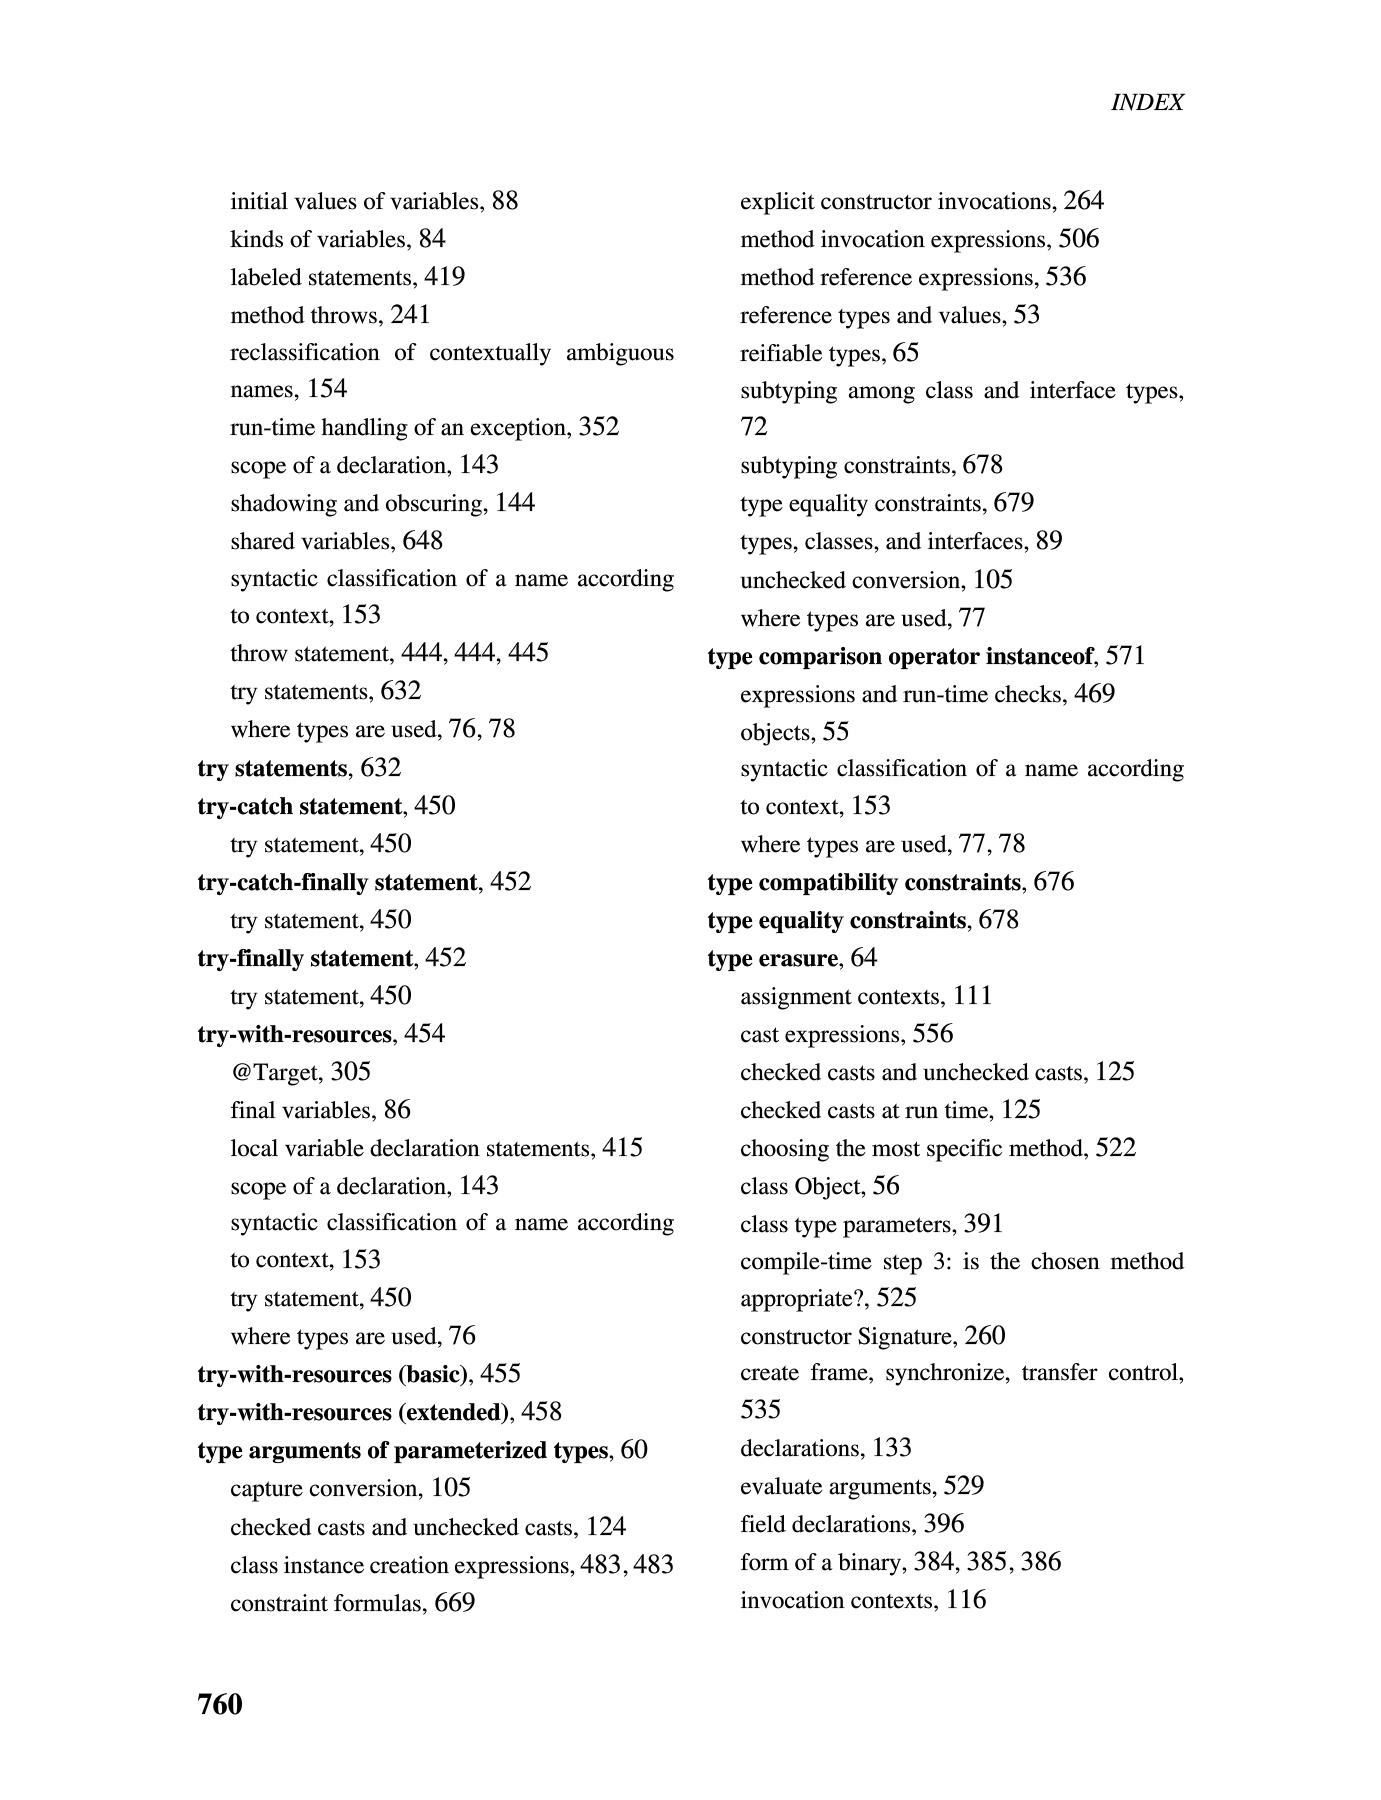 INDEX
initial values of variables, 88
kinds of variables, 84
labeled statements, 419
method throws, 241
reclassification of contextually ambiguous
names, 154
run-time handling of an exception, 352
scope of a declaration, 143
shadowing and obscuring, 144
shared variables, 648
syntactic classification of a name according
to context, 153
throw statement, 444, 444, 445
try statements, 632
where types are used, 76, 78
try statements, 632
try-catch statement, 450
try statement, 450
try-catch-finally statement, 452
try statement, 450
try-finally statement, 452
try statement, 450
try-with-resources, 454
@Target, 305
final variables, 86
local variable declaration statements, 415
scope of a declaration, 143
syntactic classification of a name according
to context, 153
try statement, 450
where types are used, 76
try-with-resources (basic), 455
try-with-resources (extended), 458
type arguments of parameterized types, 60
capture conversion, 105
checked casts and unchecked casts, 124
class instance creation expressions, 483, 483
constraint formulas, 669
explicit constructor invocations, 264
method invocation expressions, 506
method reference expressions, 536
reference types and values, 53
reifiable types, 65
subtyping among class and interface types,
72
subtyping constraints, 678
type equality constraints, 679
types, classes, and interfaces, 89
unchecked conversion, 105
where types are used, 77
type comparison operator instanceof, 571
expressions and run-time checks, 469
objects, 55
syntactic classification of a name according
to context, 153
where types are used, 77, 78
type compatibility constraints, 676
type equality constraints, 678
type erasure, 64
assignment contexts, 111
cast expressions, 556
checked casts and unchecked casts, 125
checked casts at run time, 125
choosing the most specific method, 522
class Object, 56
class type parameters, 391
compile-time step 3: is the chosen method
appropriate?, 525
constructor Signature, 260
create frame, synchronize, transfer control,
535
declarations, 133
evaluate arguments, 529
field declarations, 396
form of a binary, 384, 385, 386
invocation contexts, 116
760